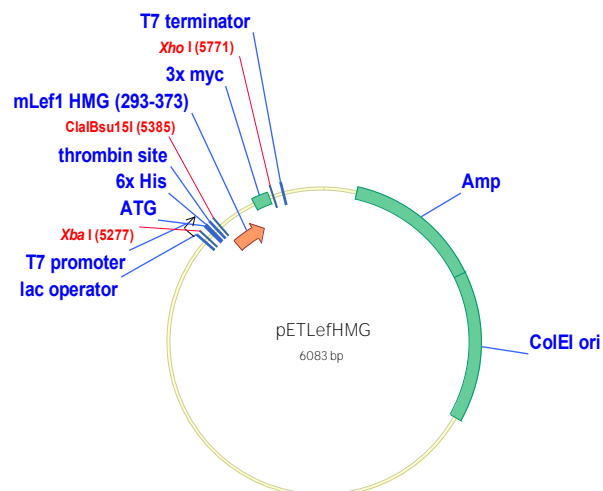 T7 terminator
Xho I (5771)
3x myc
mLef1 HMG (293-373)
ClaIBsu15I (5385)
thrombin site
6x His
ATG
Xba I (5277)
T7 promoter
lac operator
Amp
ColEI ori
pETLefHMG
6083 bp